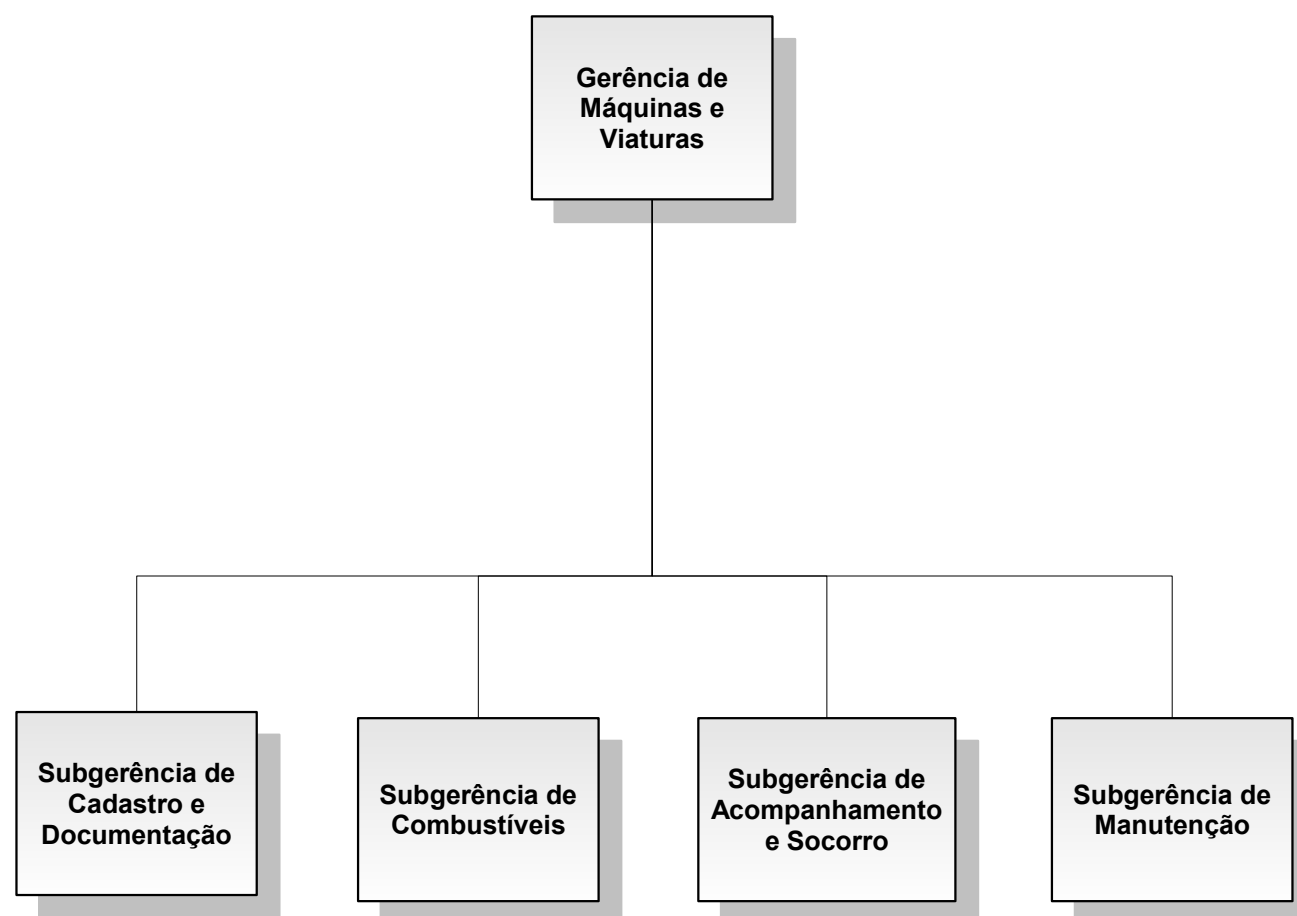 Gerência de
Máquinas e
Viaturas
Subgerência de
Cadastro e
Documentação
Subgerência de
Combustíveis
Subgerência de
Acompanhamento
e Socorro
Subgerência de
Manutenção